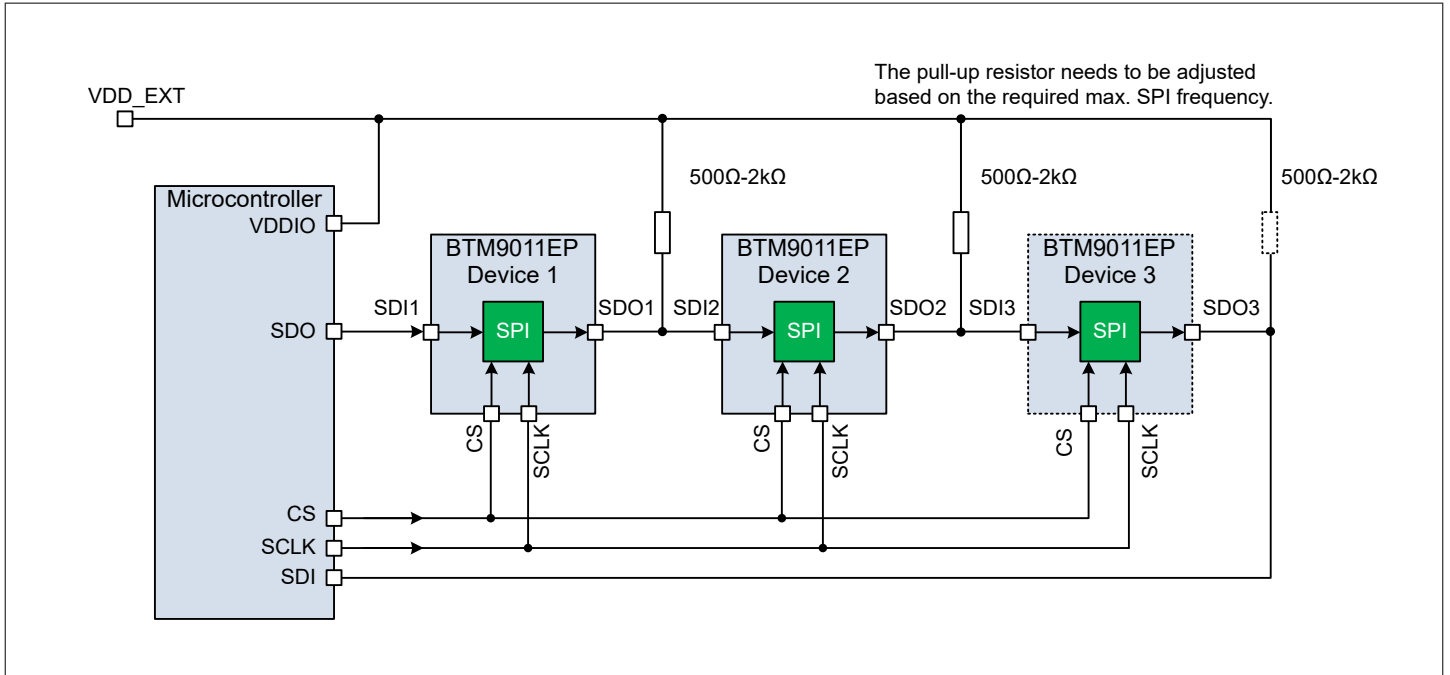 The pull-up resistor needs to be adjusted
based on the required max. SPI frequency.
VDD_EXT
500Ω-2kΩ
500Ω-2kΩ
500Ω-2kΩ
Microcontroller
VDDIO
BTM9011EP
Device 1
BTM9011EP
Device 2
BTM9011EP
Device 3
SDO
SDI1
SPI
SDO1
SDI2
SPI
SDO2
SDI3
SPI
SDO3
CS
SCLK
CS
SCLK
CS
SCLK
CS
SCLK
SDI